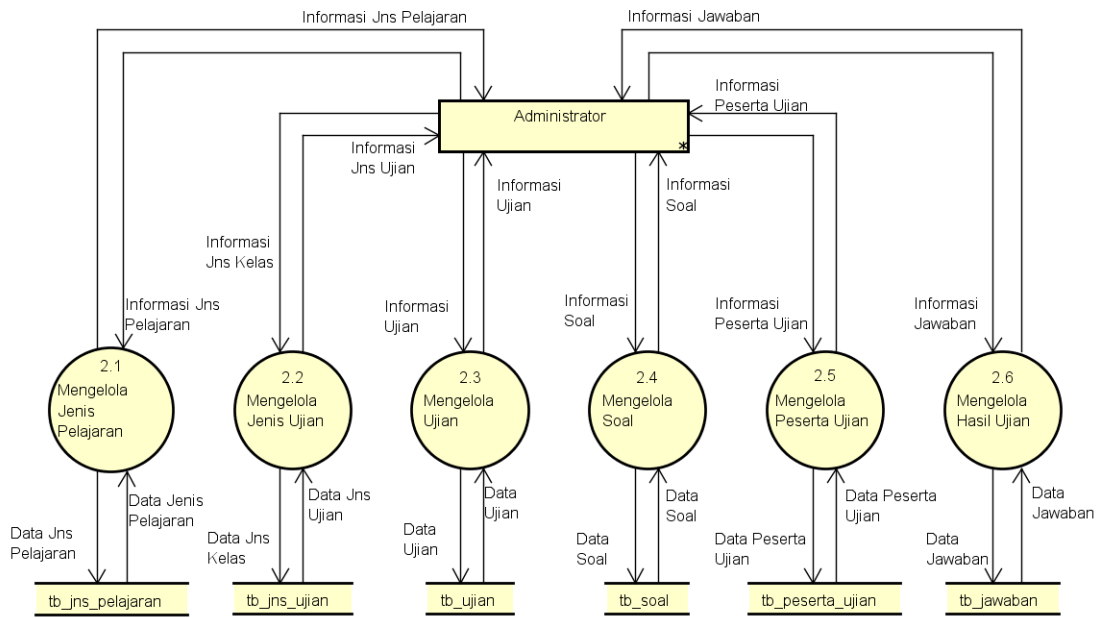 Informasi Jns Pelajaran
Informasi Jawaban
Informasi
Peserta Ujian
Administrator
*
Informasi
Jns Ujian
Informasi
Ujian
Informasi
Soal
Informasi
Jns Kelas
Informasi Jns
Pelajaran
Informasi
Ujian
Informasi
Soal
Informasi
Peserta Ujian
Informasi
Jawaban
2.1
Mengelola
Jenis
Pelajaran
2.2
Mengelola
Jenis Ujian
2.3
Mengelola
Ujian
2.4
Mengelola
Soal
2.5
Mengelola
Peserta Ujian
2.6
Mengelola
Hasil Ujian
Data Jns
Pelajaran
Data Jenis
Pelajaran
Data Jns
Kelas
Data Jns
Ujian
Data
Ujian
Data
Ujian
Data
Soal
Data
Soal
Data Peserta
Ujian
Data Peserta
Ujian
Data
Jawaban
Data
Jawaban
tb_jns_pelajaran
tb_jns_ujian
tb_ujian
tb_soal
tb_peserta_ujian
tb_jawaban